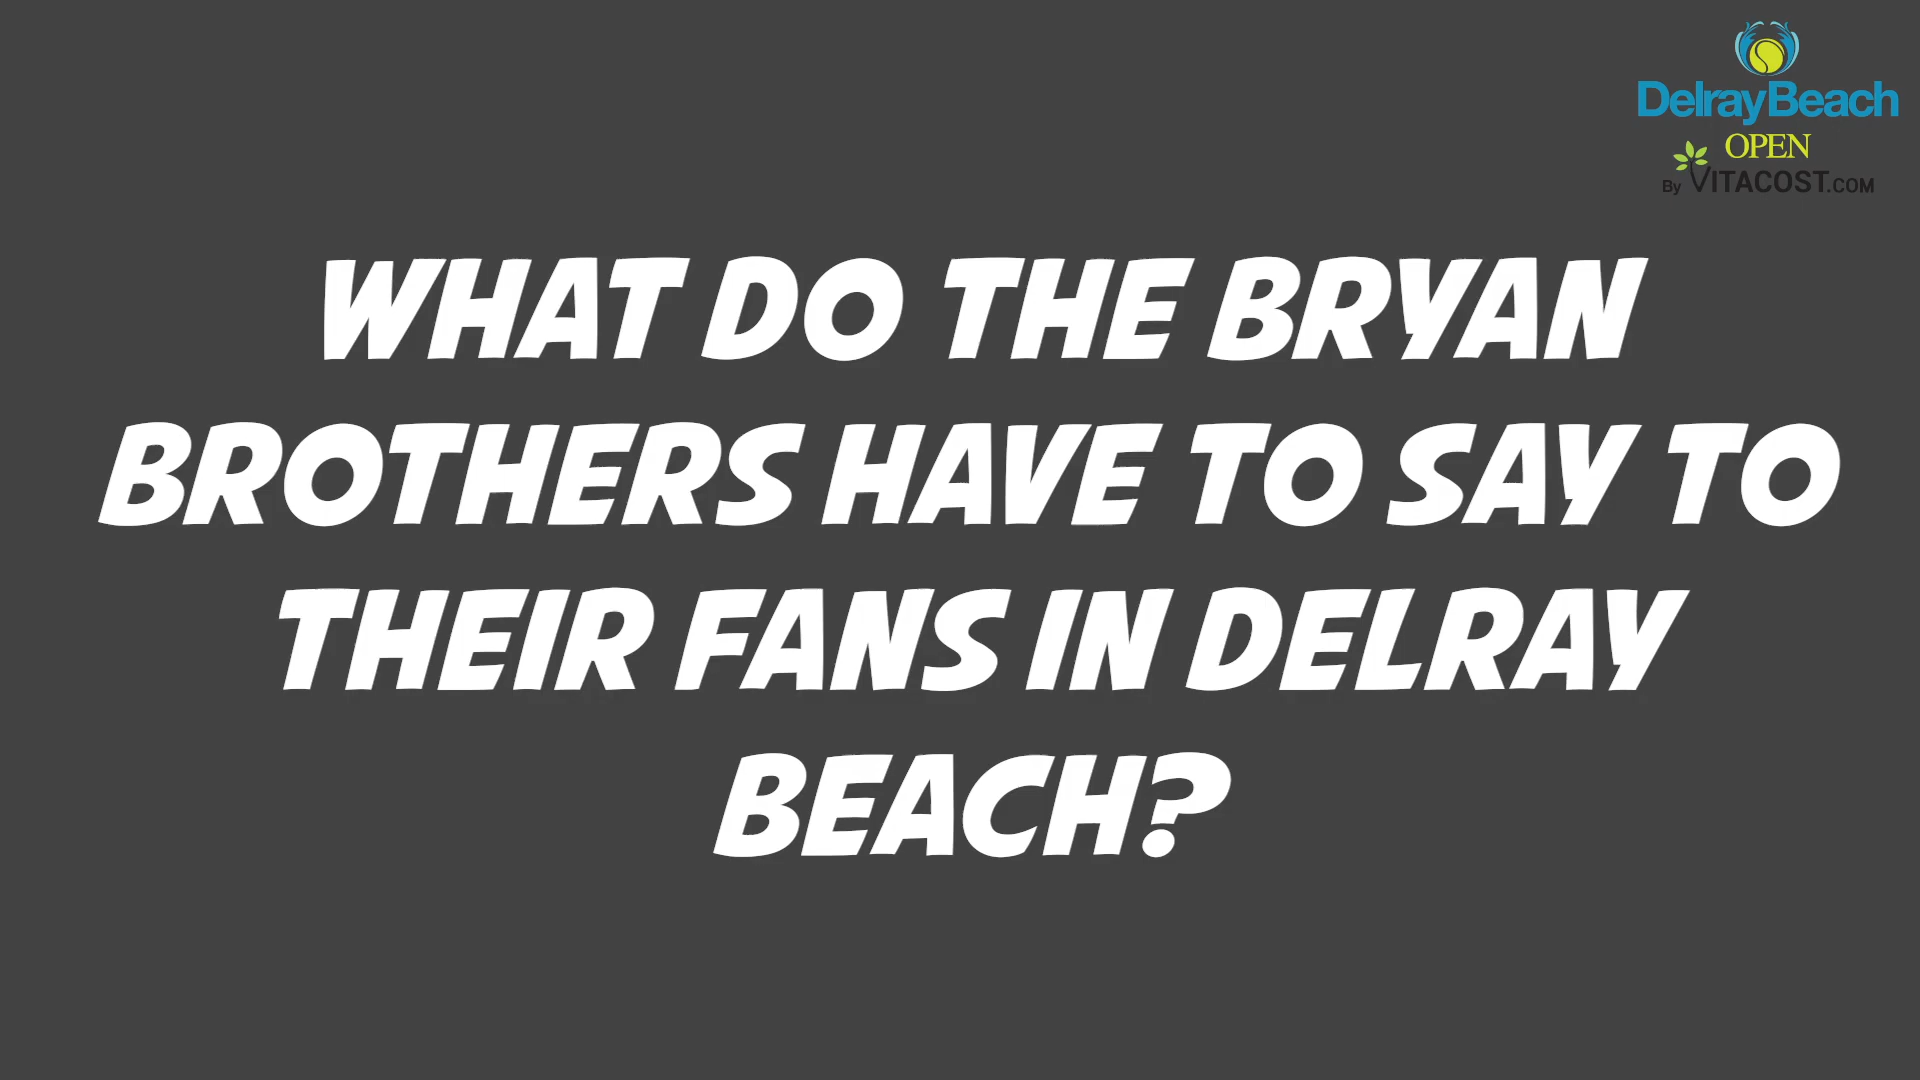 DelrayBeach
OPEN
By VITACOST.COM
WHAT DO THE BRYAN
BROTHERS HAVE TO SAY TO
THEIR FANS IN DELRAY
BEACH?